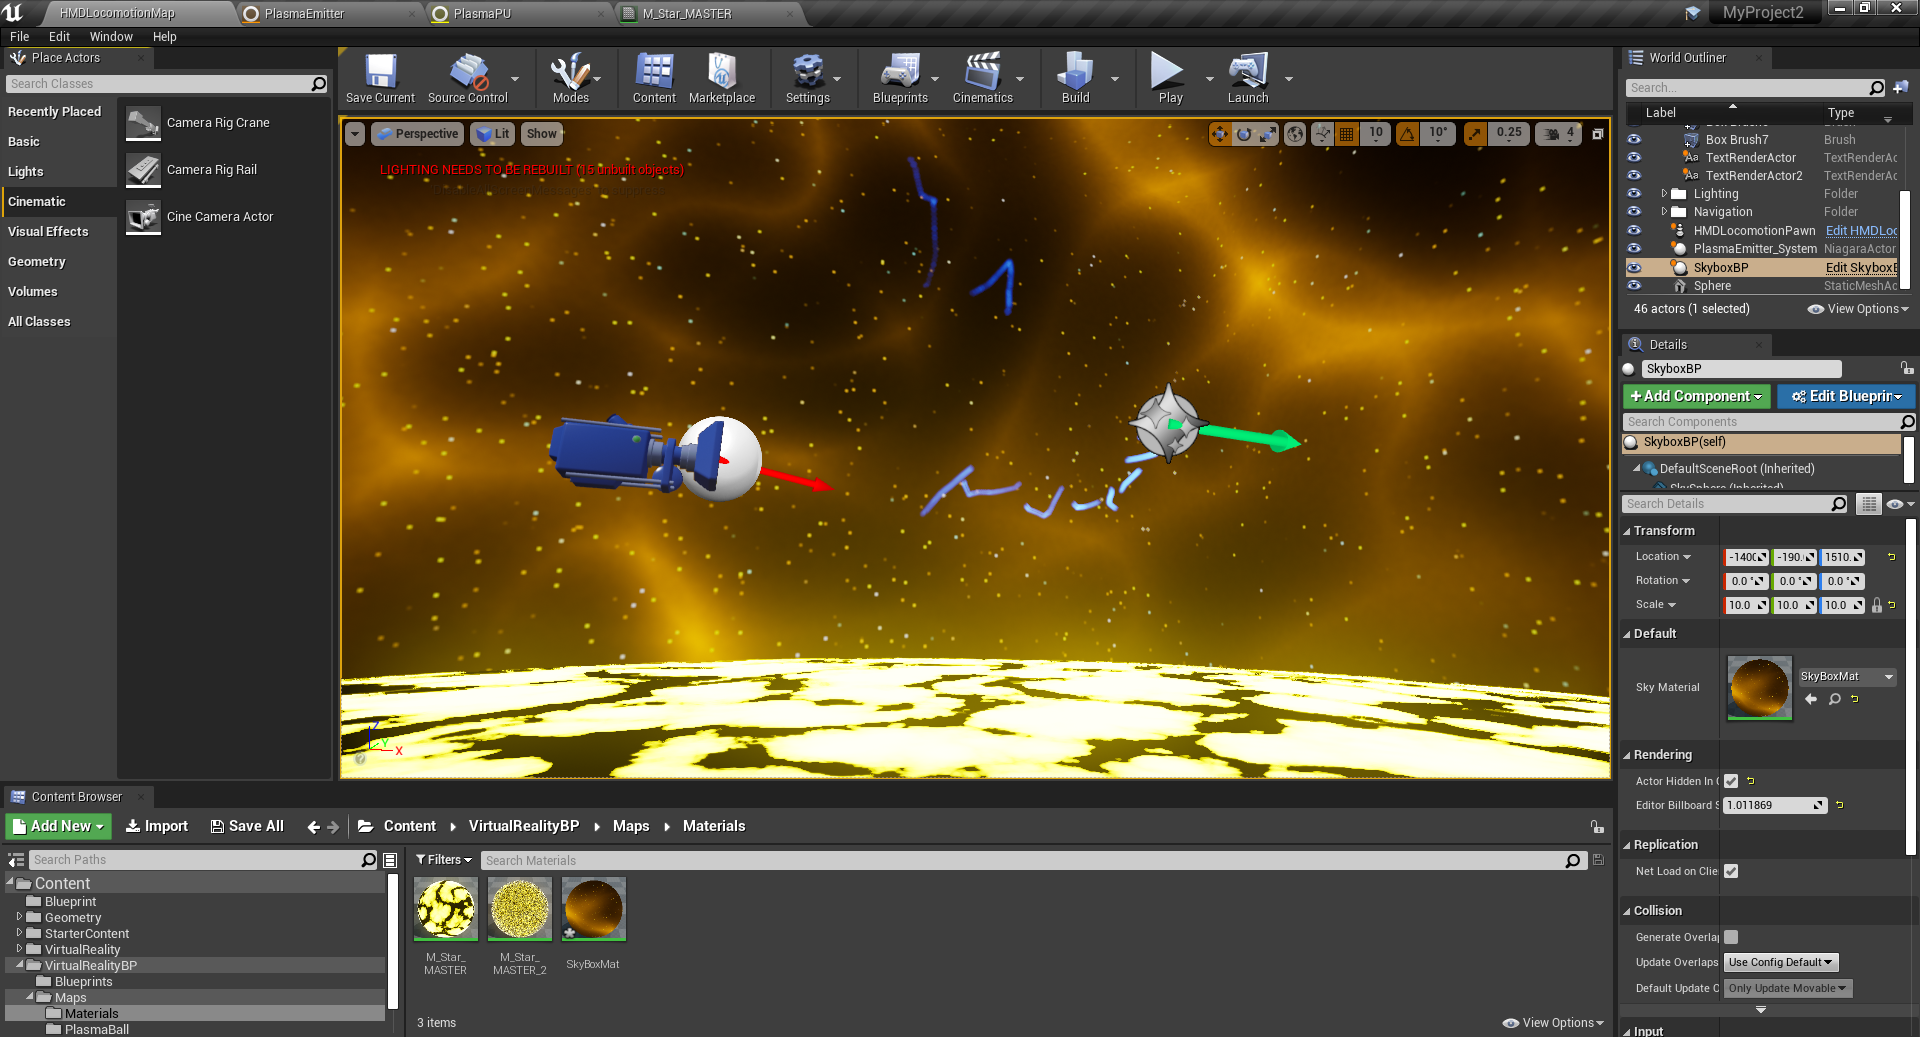 HMDLocomotionMap
PlasmaEmitter
PlasmaPU
M_Star_MASTER
MyProject2
File Edit Window Help
Place Actors
Search Classes
Recently Placed
Basic
Lights
Cinematic
Visual Effects
Geometry
Volumes
All Classes
Camera Rig Crane
Camera Rig Rail
Cine Camera Actor
Save Current
Source Control
Modes
Content
Marketplace
Settings
Blueprints
Cinematics
Build
Play
Launch
Perspective
Lit
Show
10
10°
0.25
4
LIGHTING NEEDS TO BE REBUILT (15 unbuilt objects)
Z
Y
X
World Outliner
Search...
Label Type
Box Brush7 Brush
TextRenderActor TextRenderAc
TextRenderActor2 TextRenderAc
Lighting Folder
Navigation Folder
HMDLocomotionPawn Edit HMDLoc
PlasmaEmitter_System NiagaraActor
SkyboxBP Edit SkyboxB
Sphere StaticMeshAc
46 actors (1 selected)
View Options
Details
SkyboxBP
+Add Component
Edit Blueprin
Search Components
SkyboxBP(self)
DefaultSceneRoot (Inherited)
SkySphere (Inherited)
Search Details
Transform
Location -140 -190. 1510.
Rotation 0.0 ° 0.0 ° 0.0 °
Scale 10.0 10.0 10.0
Default
Sky Material
SkyBoxMat
Rendering
Actor Hidden In
Editor Billboard S 1.011869
Replication
Net Load on Clie
Collision
Generate Overla
Update Overlaps Use Config Default
Default Update Only Update Movable
Input
Content Browser
Add New
Import
Save All
Content
VirtualRealityBP
Maps
Materials
Search Paths
Filters
Search Materials
Content
Blueprint
Geometry
StarterContent
VirtualReality
VirtualRealityBP
Blueprints
Maps
Materials
PlasmaBall
M_Star_
MASTER
M_Star_
MASTER_2
SkyBoxMat
3 items
View Options